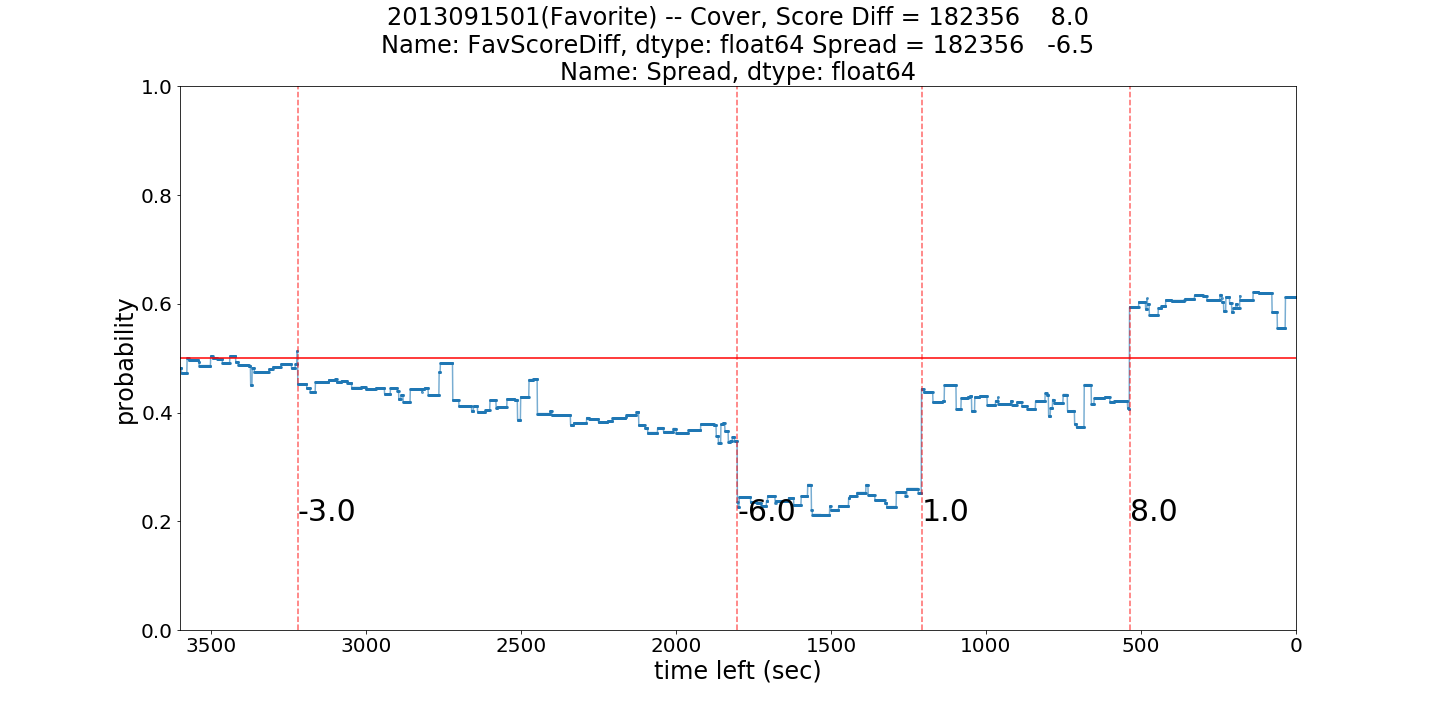 2013091501(Favorite) -- Cover, Score Diff = 182356    8.0
Name: FavScoreDiff, dtype: float64 Spread = 182356   -6.5
Name: Spread, dtype: float64
1.0
0.8
0.6
0.4
0.2
0.0
probability
-3.0
-6.0
1.0
8.0
3500 3000 2500 2000 1500 1000 500 0
time left (sec)